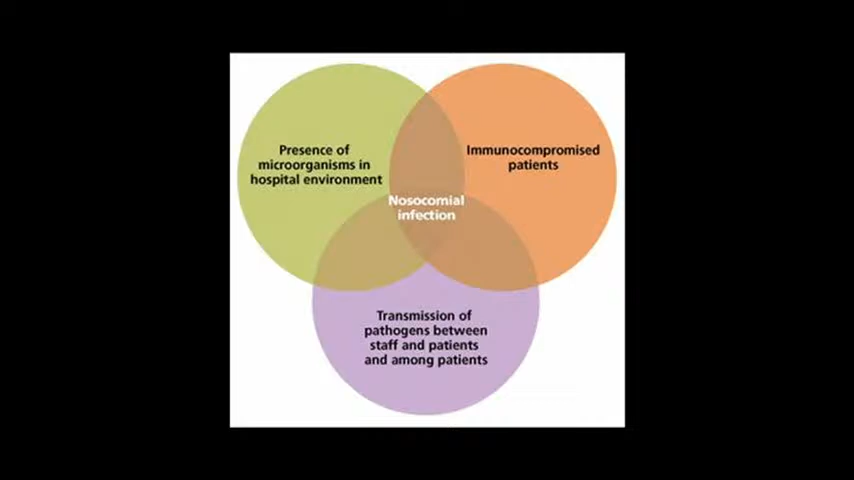 Presence of
microorganisms in
hospital environment
Immunocompromised
patients
Nosocomial
infection
Transmission of
pathogens between
staff and patients
and among patients